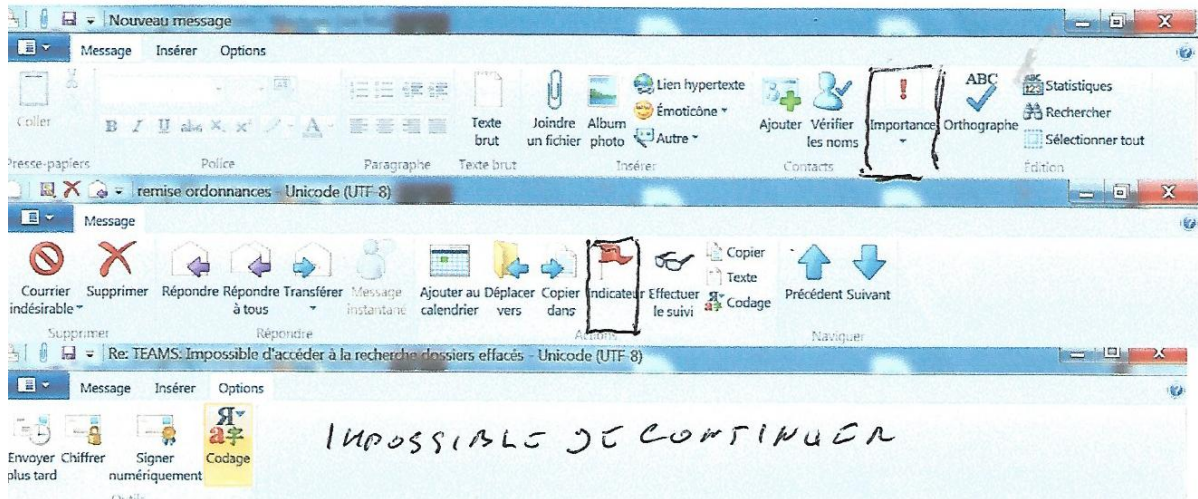 Nouveau message
Message Insérer Options
Coller
B I U abc X₂ X² A
Texte brut
Joindre un fichier
Album photo
Lien hypertexte
Émoticône
Autre
Ajouter
Vérifier les noms
Importance
ABC
Orthographe
Statistiques
Rechercher
Sélectionner tout
Presse-papiers Police Paragraphe Texte brut Insérer Contacts Édition
remise ordonnances - Unicode (UTF-8)
Message
Courrier indésirable
Supprimer
Répondre
Répondre à tous
Transférer
Message instantané
Ajouter au calendrier
Déplacer vers
Copier dans
Indicateur
Effectuer le suivi
Copier
Texte
Codage
Précédent
Suivant
Supprimer Répondre Actions Naviguer
Re: TEAMS: Impossible d'accéder à la recherche dossiers effacés - Unicode (UTF-8)
Message Insérer Options
Envoyer plus tard
Chiffrer
Signer numériquement
Codage
IMPOSSIBLE DE CONTINUER
Outils